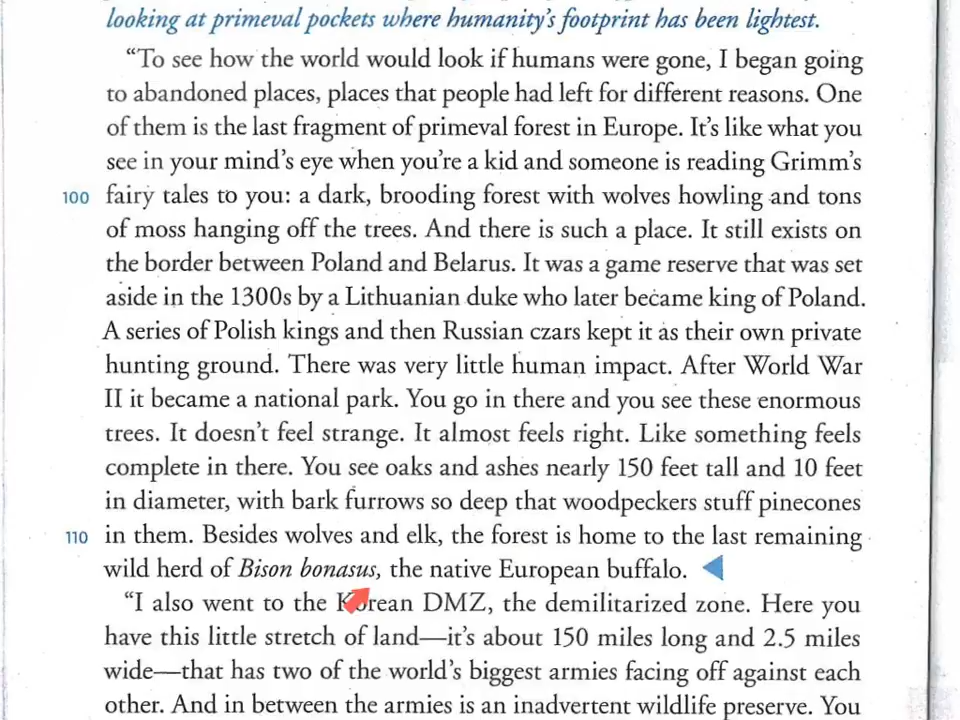 looking at primeval pockets where humanity's footprint has been lightest.
“To see how the world would look if humans were gone, I began going
to abandoned places, places that people had left for different reasons. One
of them is the last fragment of primeval forest in Europe. It's like what you
see in your mind's eye when you're a kid and someone is reading Grimm's
100 fairy tales to you: a dark, brooding forest with wolves howling and tons
of moss hanging off the trees. And there is such a place. It still exists on
the border between Poland and Belarus. It was a game reserve that was set
aside in the 1300s by a Lithuanian duke who later became king of Poland.
A series of Polish kings and then Russian czars kept it as their own private
hunting ground. There was very little human impact. After World War
II it became a national park. You go in there and you see these enormous
trees. It doesn't feel strange. It almost feels right. Like something feels
complete in there. You see oaks and ashes nearly 150 feet tall and 10 feet
in diameter, with bark furrows so deep that woodpeckers stuff pinecones
110 in them. Besides wolves and elk, the forest is home to the last remaining
wild herd of Bison bonasus, the native European buffalo.
“I also went to the Korean DMZ, the demilitarized zone. Here you
have this little stretch of land—it's about 150 miles long and 2.5 miles
wide—that has two of the world's biggest armies facing off against each
other. And in between the armies is an inadvertent wildlife preserve. You